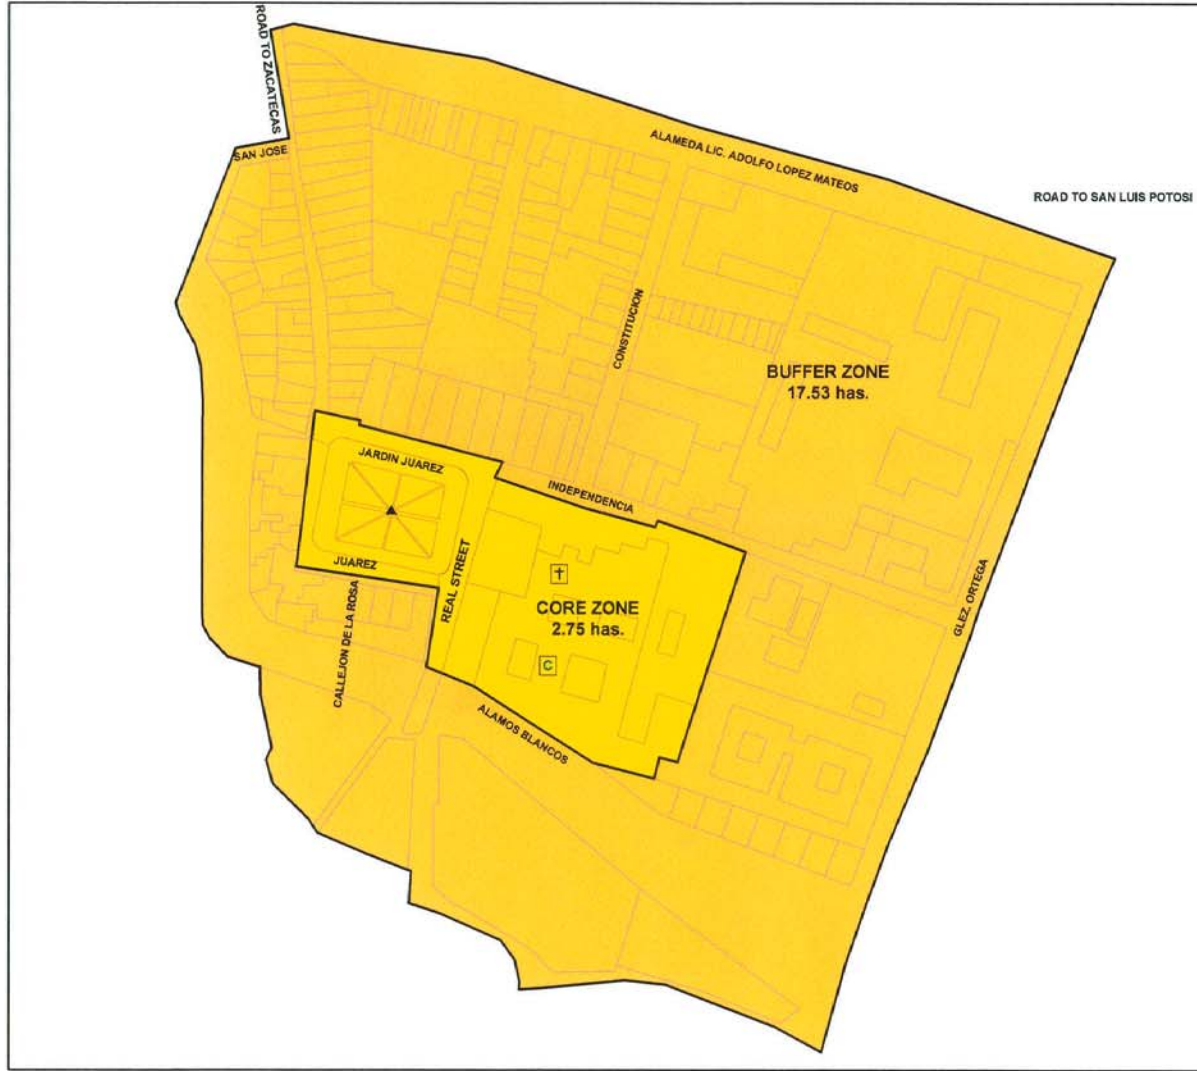 ROAD TO ZACATECAS
SAN JOSE
ALAMEDA LIC. ADOLFO LOPEZ MATEOS
ROAD TO SAN LUIS POTOSI
CONSTITUCION
BUFFER ZONE
17.53 has.
JARDIN JUAREZ
INDEPENDENCIA
JUAREZ
REAL STREET
CALLEJON DE LA ROSA
CORE ZONE
2.75 has.
C
ALAMOS BLANCOS
GLEZ. ORTEGA